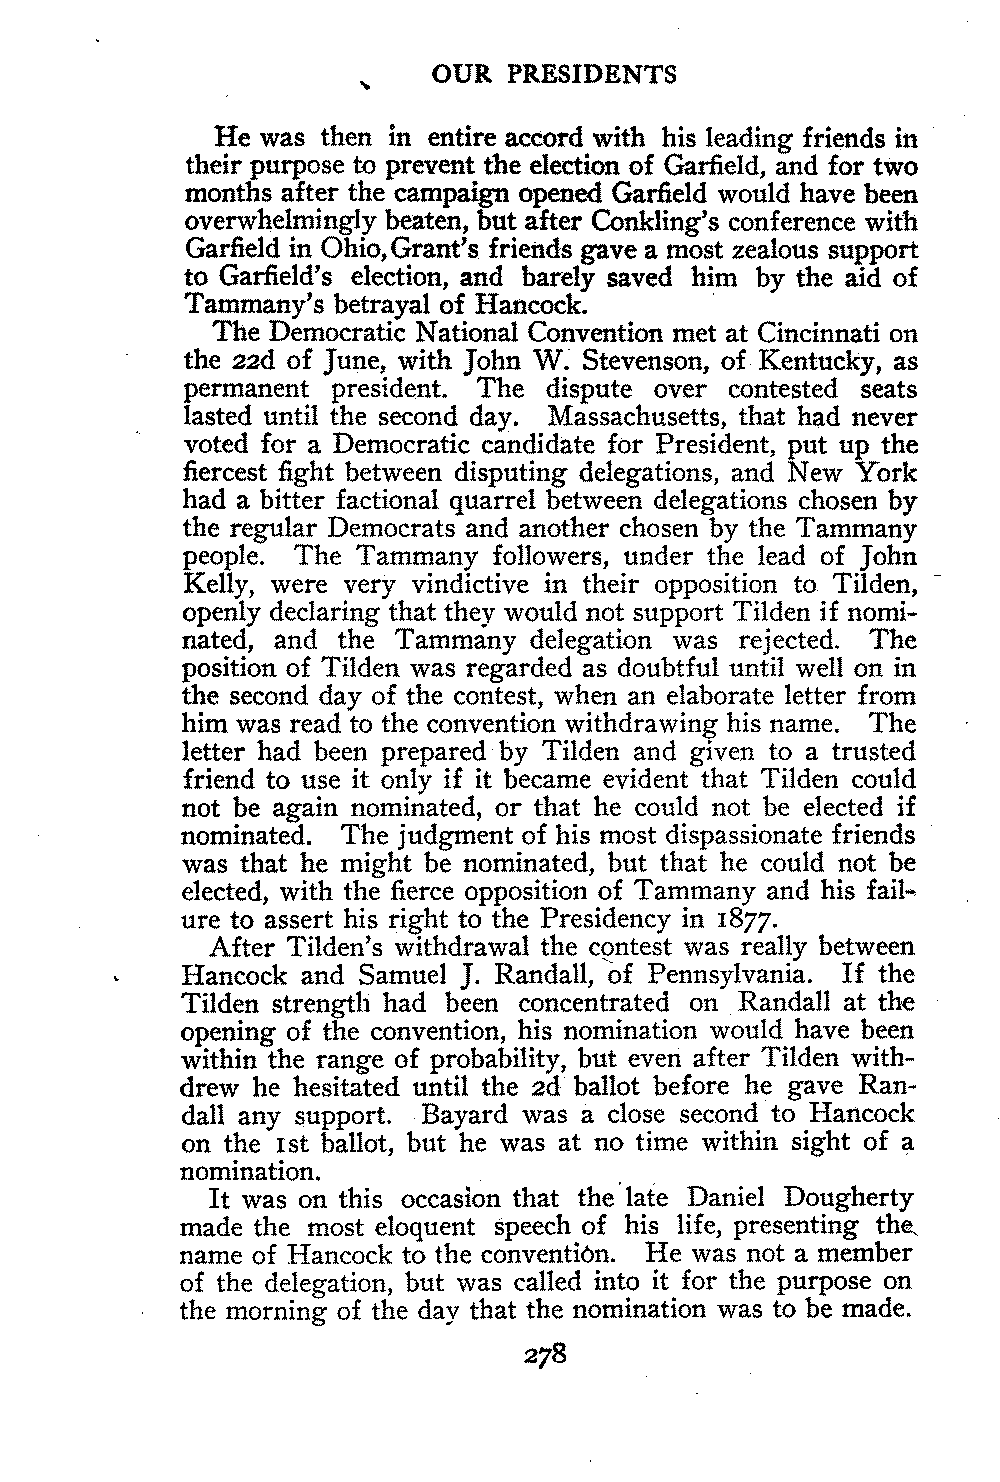 OUR PRESIDENTS
He was then in entire accord with his leading friends in
their purpose to prevent the election of Garfield, and for two
months after the campaign opened Garfield would have been
overwhelmingly beaten, but after Conkling's conference with
Garfield in Ohio, Grant's friends gave a most zealous support
to Garfield's election, and barely saved him by the aid of
Tammany's betrayal of Hancock.
The Democratic National Convention met at Cincinnati on
the 22d of June, with John W. Stevenson, of Kentucky, as
permanent president. The dispute over contested seats
lasted until the second day. Massachusetts, that had never
voted for a Democratic candidate for President, put up the
fiercest fight between disputing delegations, and New York
had a bitter factional quarrel between delegations chosen by
the regular Democrats and another chosen by the Tammany
people. The Tammany followers, under the lead of John
Kelly, were very vindictive in their opposition to Tilden,
openly declaring that they would not support Tilden if nomi-
nated, and the Tammany delegation was rejected. The
position of Tilden was regarded as doubtful until well on in
the second day of the contest, when an elaborate letter from
him was read to the convention withdrawing his name. The
letter had been prepared by Tilden and given to a trusted
friend to use it only if it became evident that Tilden could
not be again nominated, or that he could not be elected if
nominated. The judgment of his most dispassionate friends
was that he might be nominated, but that he could not be
elected, with the fierce opposition of Tammany and his fail-
ure to assert his right to the Presidency in 1877.
After Tilden's withdrawal the contest was really between
Hancock and Samuel J. Randall, of Pennsylvania. If the
Tilden strength had been concentrated on Randall at the
opening of the convention, his nomination would have been
within the range of probability, but even after Tilden with-
drew he hesitated until the 2d ballot before he gave Ran-
dall any support. Bayard was a close second to Hancock
on the 1st ballot, but he was at no time within sight of a
nomination.
It was on this occasion that the late Daniel Dougherty
made the most eloquent speech of his life, presenting the
name of Hancock to the convention. He was not a member
of the delegation, but was called into it for the purpose on
the morning of the day that the nomination was to be made.
278